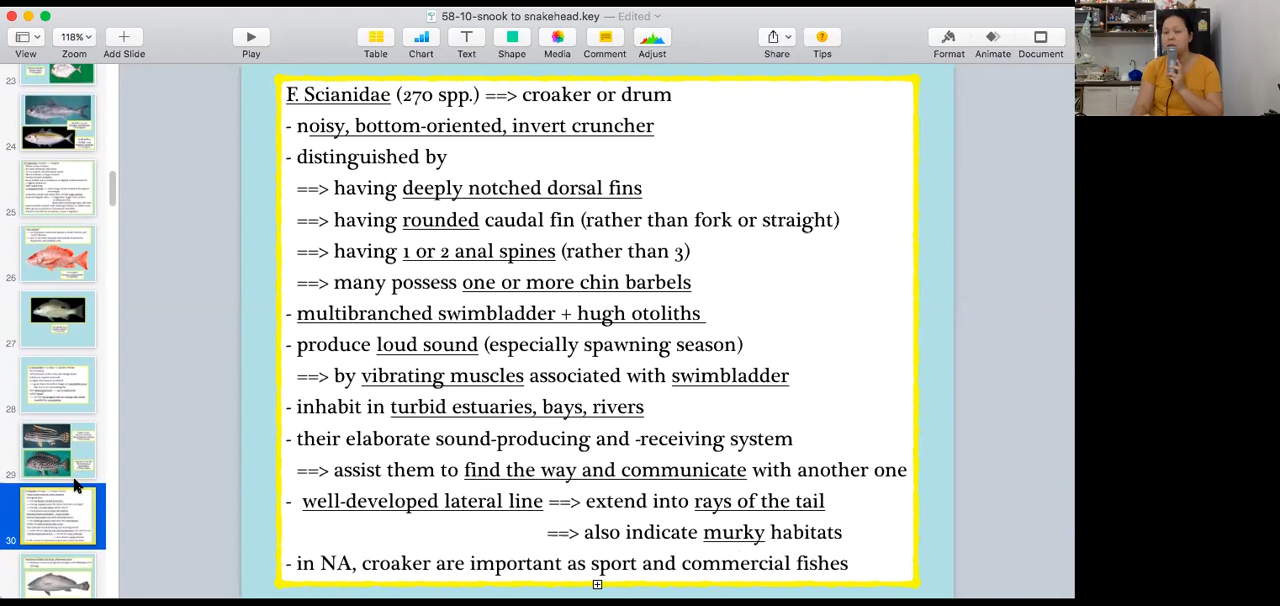 58-10-snook to snakehead.key — Edited
118%
View
Zoom
Add Slide
Play
Table
Chart
Text
Shape
Media
Comment
Adjust
Share
Tips
Format
Animate
Document
23
24
25
26
27
28
29
30
F. Scianidae (270 spp.) ==> croaker or drum
- noisy, bottom-oriented, invert cruncher
- distinguished by
==> having deeply notched dorsal fins
==> having rounded caudal fin (rather than fork or straight)
==> having 1 or 2 anal spines (rather than 3)
==> many possess one or more chin barbels
- multibranched swimbladder + hugh otoliths
- produce loud sound (especially spawning season)
==> by vibrating muscles associated with swimbladder
- inhabit in turbid estuaries, bays, rivers
- their elaborate sound-producing and -receiving system
==> assist them to find the way and communicate with another one
- well developed lateral line ==> extend into rays of the tail
==> also indicate murky habitats
- in NA, croaker are important as sport and commercial fishes